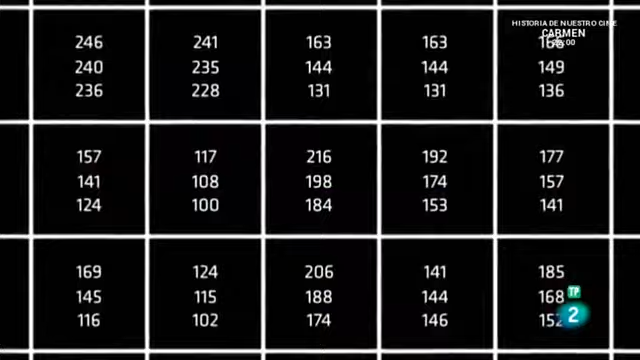 HISTORIA DE NUESTRO CINE
CARMEN
246 241 163 163
240 235 144 144 149
236 228 131 131 136
157 117 216 192 177
141 108 198 174 157
124 100 184 153 141
169 124 206 141 185
145 115 188 144 168
TP
116 102 174 146 152
2